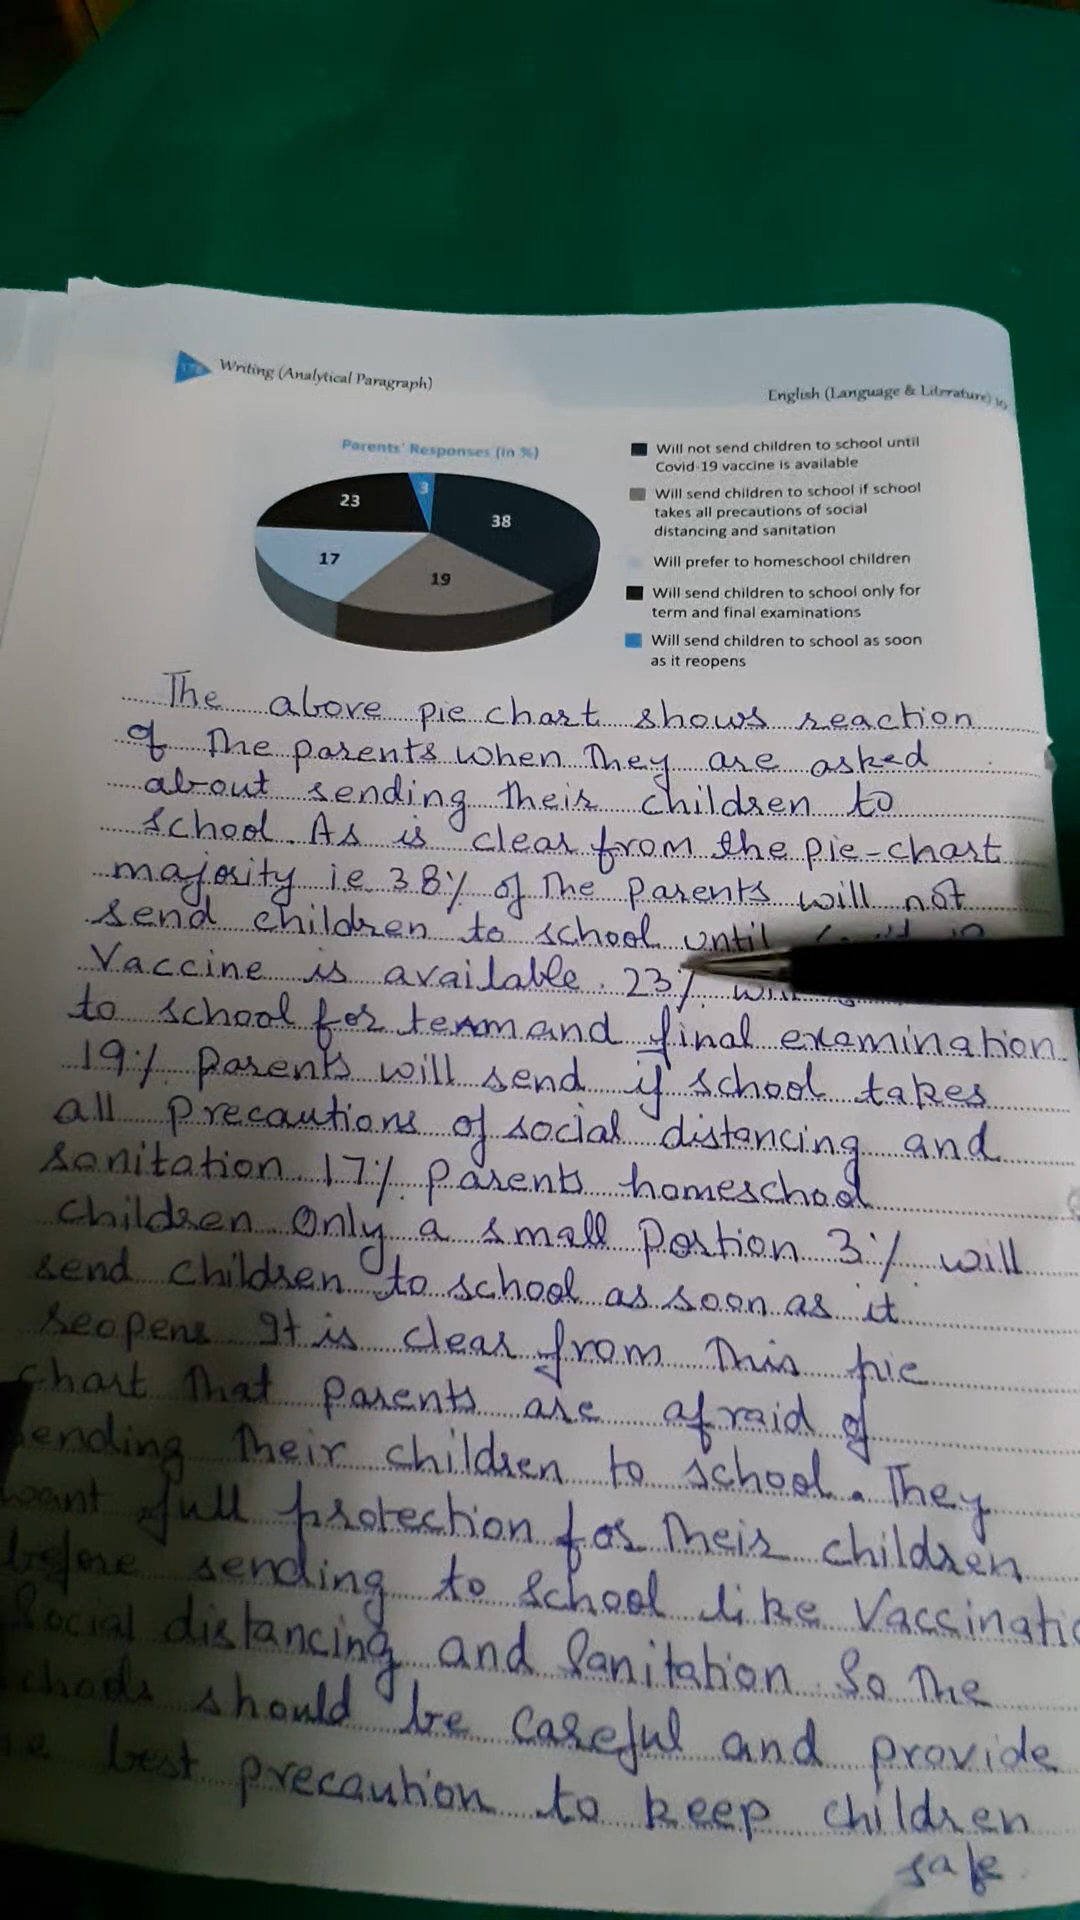 Writing (Analytical Paragraph)
English (Language & Literature)
Parents' Responses (in %)
3
23
38
17
19
Will not send children to school until
Covid-19 vaccine is available
Will send children to school if school
takes all precautions of social
distancing and sanitation
Will prefer to homeschool children
Will send children to school only for
term and final examinations
Will send children to school as soon
as it reopens
The above pie chart shows reaction
of the parents when they are asked
about sending their children to
school. As is clear from the pie-chart
majority ie 38% of the parents will not
send children to school until
Vaccine is available. 23% will
to school for term and final examination.
19% parents will send if school takes
all precautions of social distancing and
sanitation 17% parents homeschool
children Only a small portion 3% will
send children to school as soon as it
reopens It is clear from this pie
chart that parents are afraid of
sending their children to school. They
want full protection for their children
before sending to school like
Social distancing and Sanitation. So the
should be careful and provide
best precaution to keep children
safe